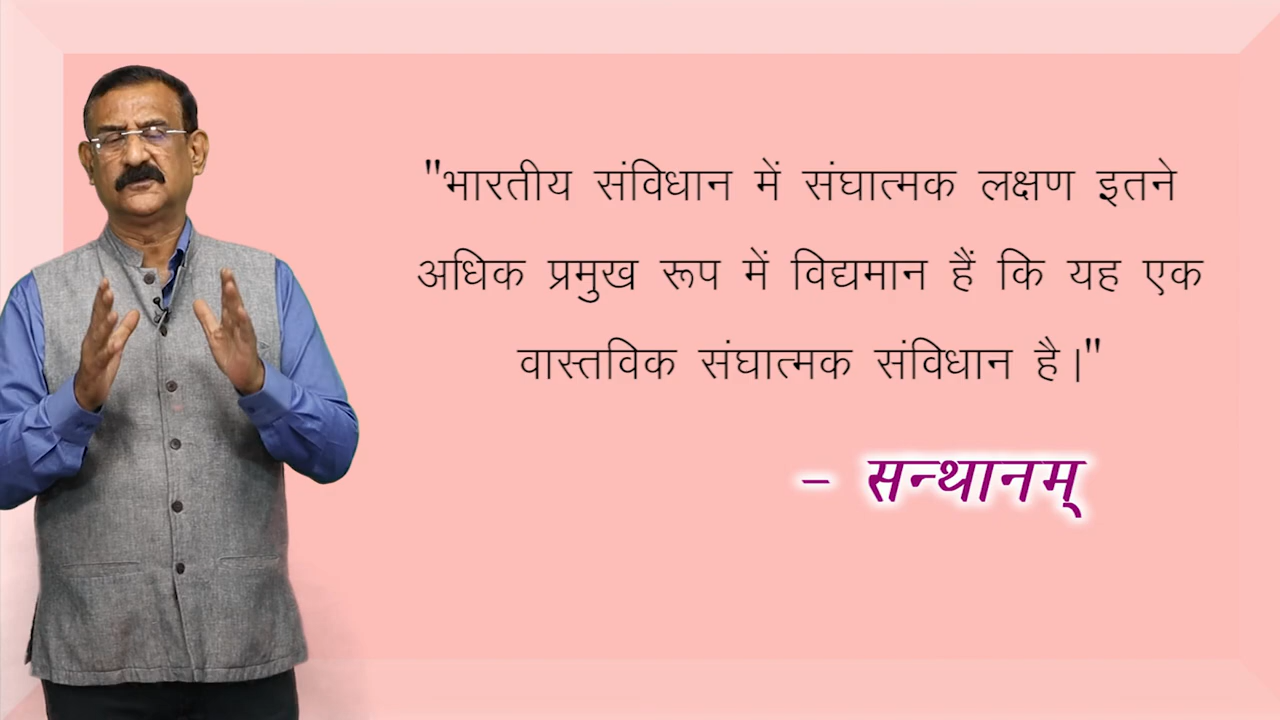 "भारतीय संविधान में संघात्मक लक्षण इतने
अधिक प्रमुख रूप में विद्यमान हैं कि यह एक
वास्तविक संघात्मक संविधान है।"
– सन्थानम्